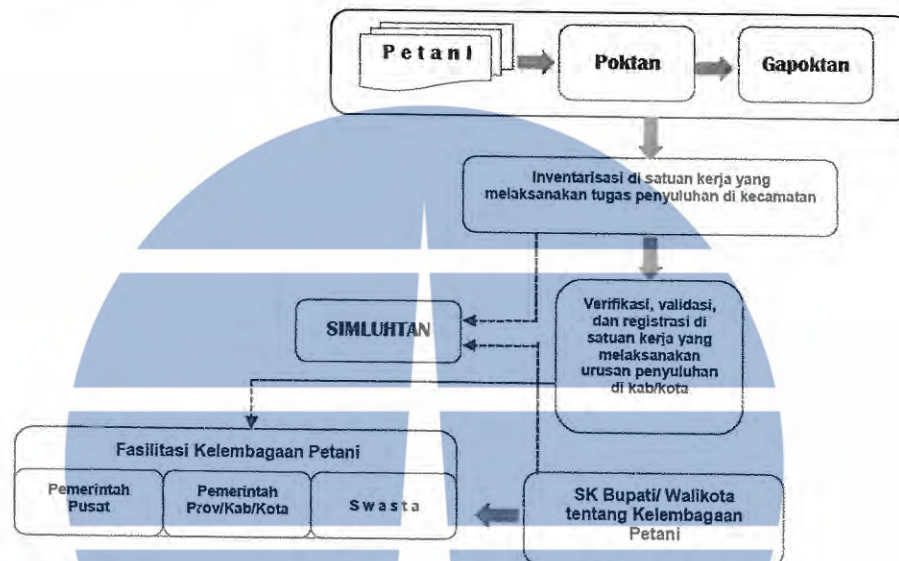 Petani
Poktan
Gapoktan
Inventarisasi di satuan kerja yang
melaksanakan tugas penyuluhan di kecamatan
Verifikasi, validasi,
dan registrasi di
satuan kerja yang
melaksanakan
urusan penyuluhan
di kab/kota
SIMLUHTAN
Fasilitasi Kelembagaan Petani
Pemerintah
Pusat
Pemerintah
Prov/Kab/Kota
Swasta
SK Bupati/ Walikota
tentang Kelembagaan
Petani